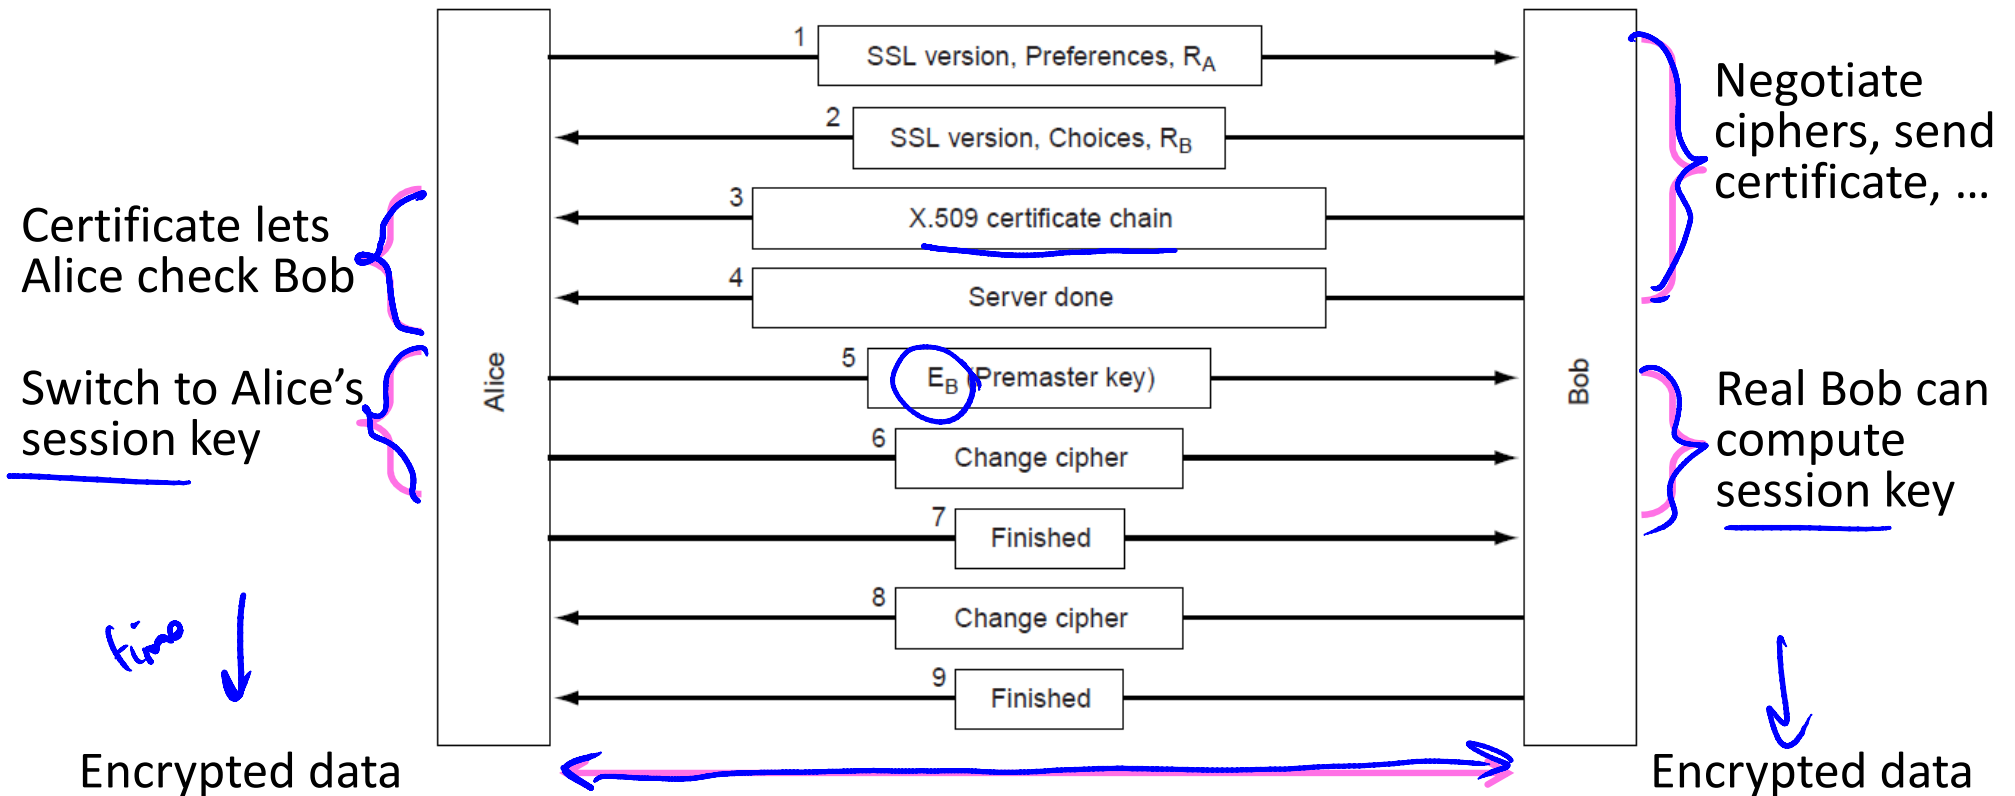 1
SSL version, Preferences, RA
2
SSL version, Choices, RB
3
X.509 certificate chain
4
Server done
5
EB (Premaster key)
6
Change cipher
7
Finished
8
Change cipher
9
Finished
Alice
Bob
Certificate lets
Alice check Bob
Switch to Alice’s
session key
time
Encrypted data
Negotiate
ciphers, send
certificate, ...
Real Bob can
compute
session key
Encrypted data